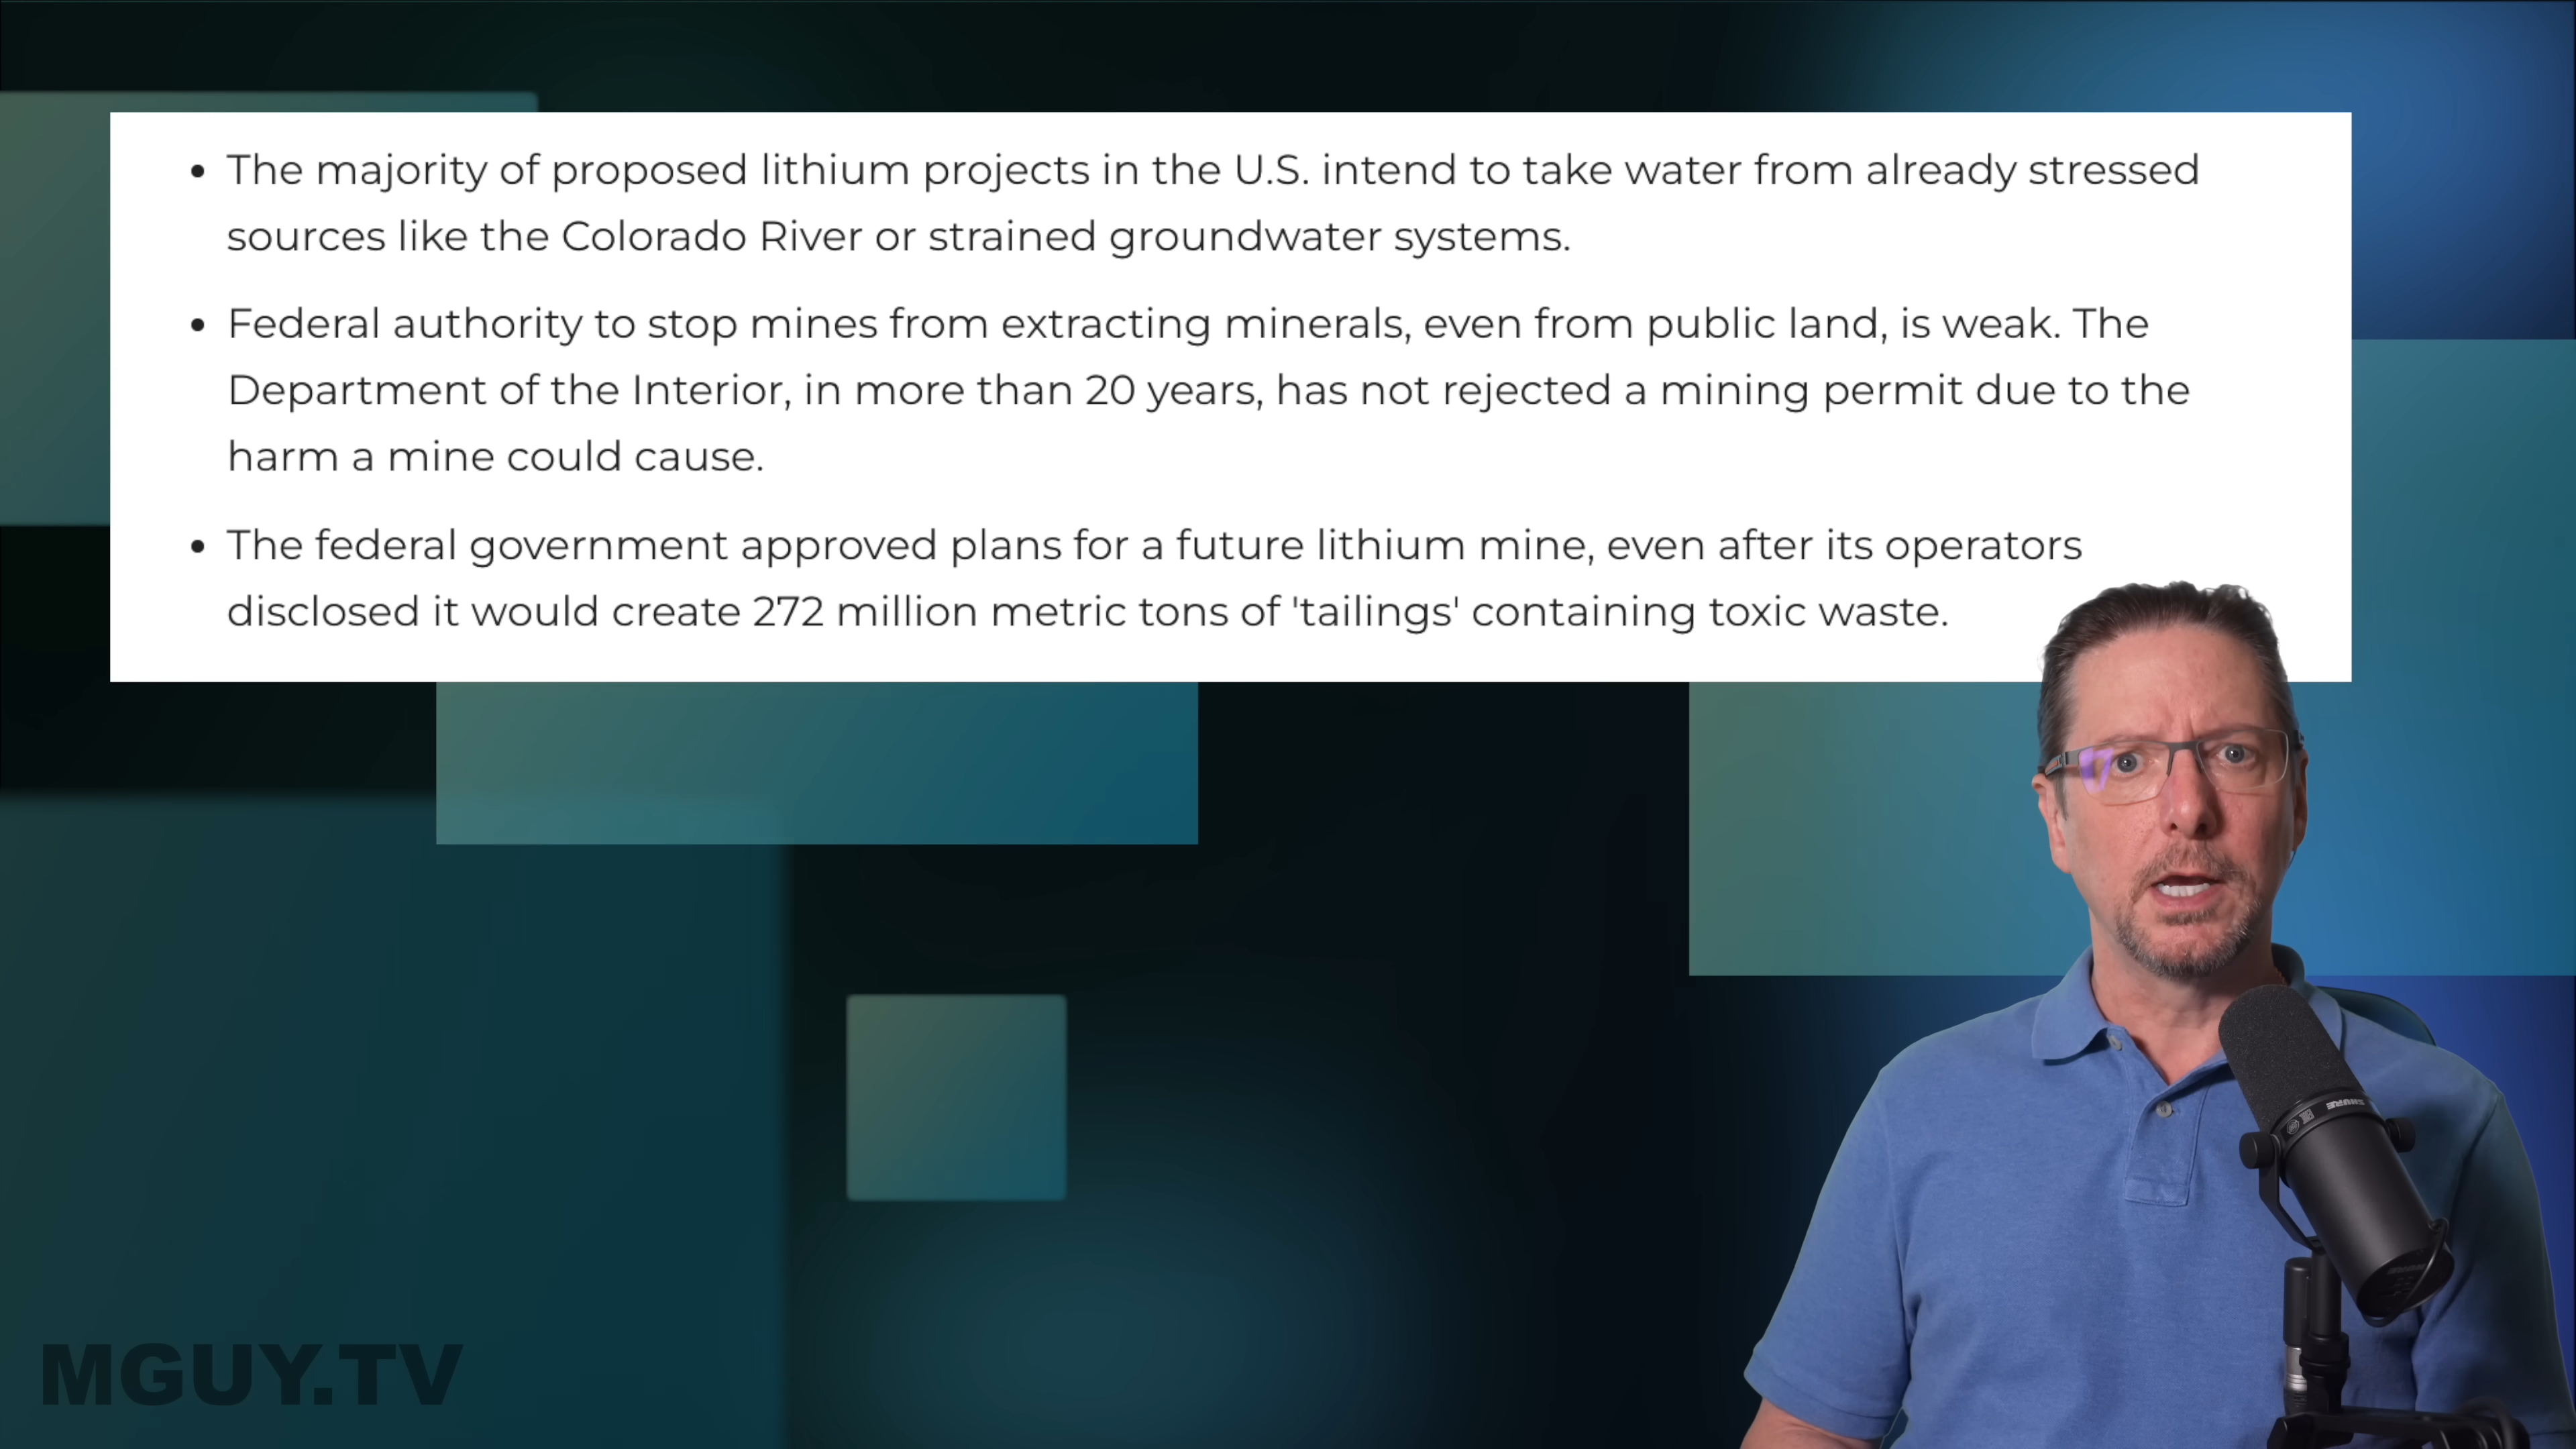 • The majority of proposed lithium projects in the U.S. intend to take water from already stressed
sources like the Colorado River or strained groundwater systems.
• Federal authority to stop mines from extracting minerals, even from public land, is weak. The
Department of the Interior, in more than 20 years, has not rejected a mining permit due to the
harm a mine could cause.
• The federal government approved plans for a future lithium mine, even after its operators
disclosed it would create 272 million metric tons of 'tailings' containing toxic waste.
SHURE
MGUY.TV